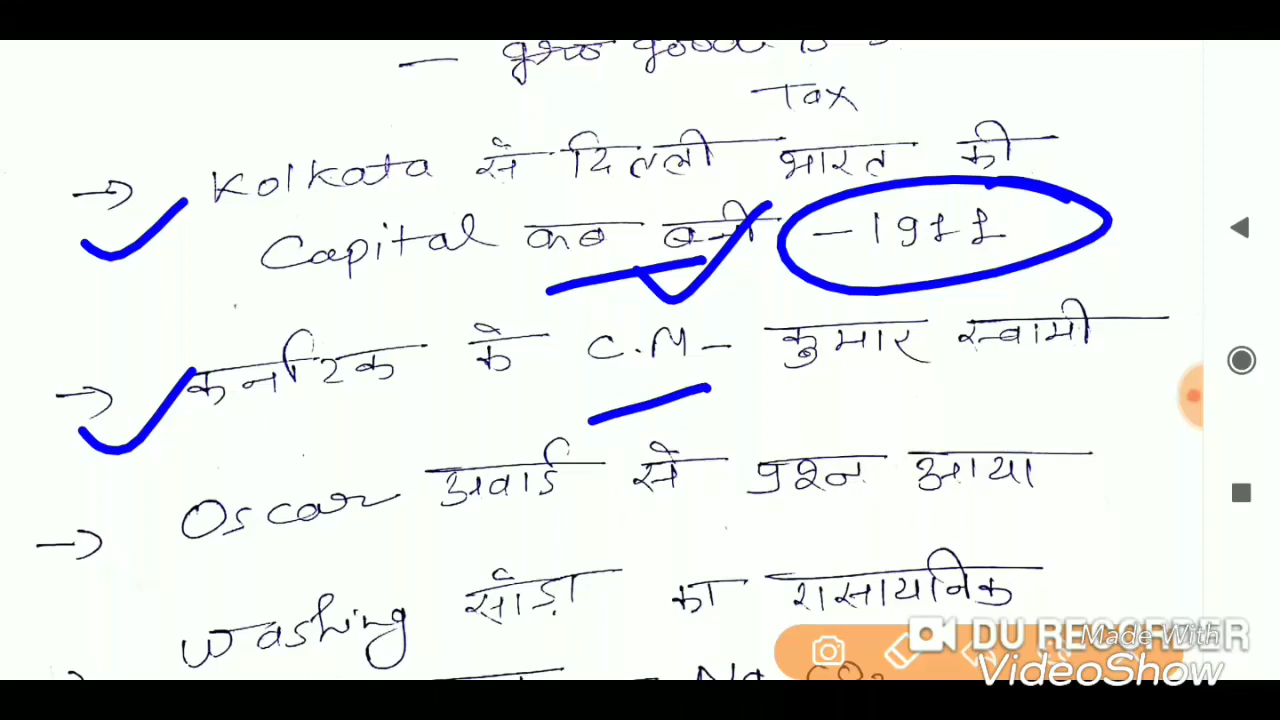 Tax
→ Kolkata से दिल्ली भारत की
Capital कब बनी - 1911
→ कर्नाटक के C.M - कुमार स्वामी
→ Oscar अवार्ड से प्रश्न आया
washing सोडा का रासायनिक
DU RECORDER
Made With
VideoShow